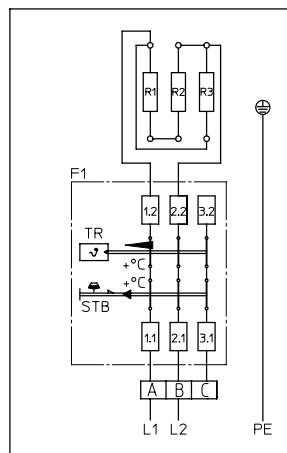 R1 R2 R3
F1
1.2 2.2 3.2
TR
ϑ
+°C
+°C
STB
1.1 2.1 3.1
A B C
L1 L2 PE